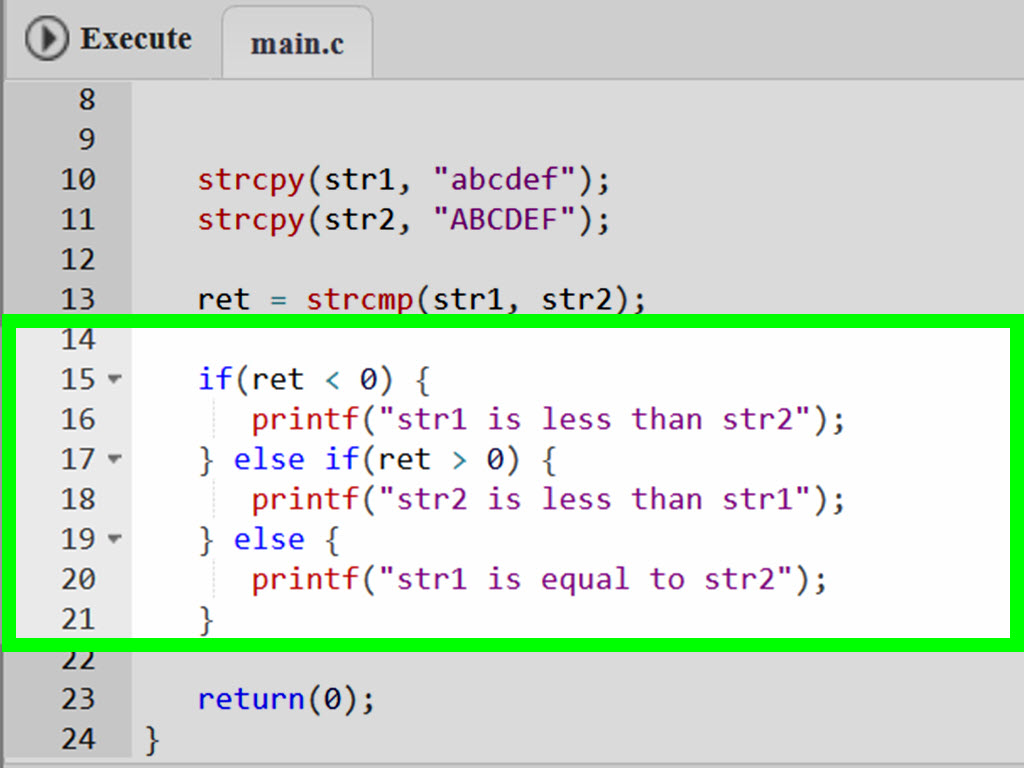 Execute main.c
8
9
10 strcpy(str1, "abcdef");
11 strcpy(str2, "ABCDEF");
12
13 ret = strcmp(str1, str2);
14
15 if(ret < 0) {
16 printf("str1 is less than str2");
17 } else if(ret > 0) {
18 printf("str2 is less than str1");
19 } else {
20 printf("str1 is equal to str2");
21 }
22
23 return(0);
24 }